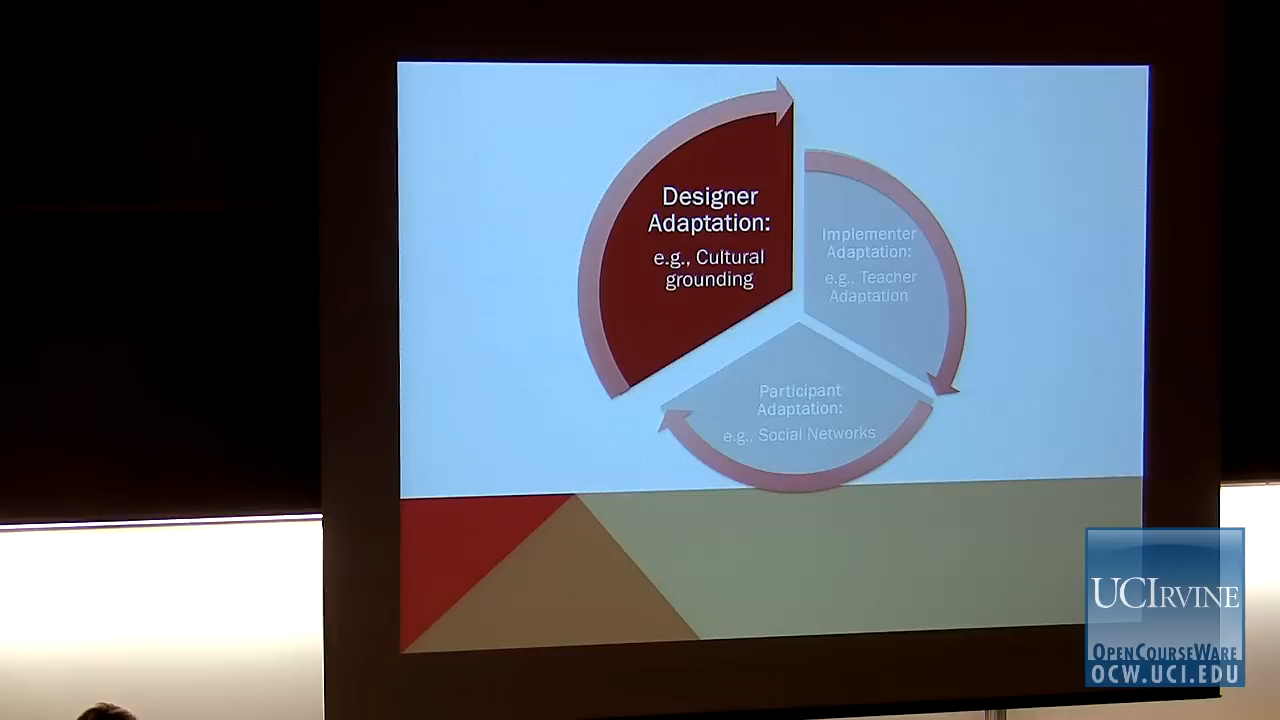 Designer
Adaptation:
e.g., Cultural
grounding
Implementer
Adaptation:
e.g., Teacher
Adaptation
Participant
Adaptation:
e.g., Social Networks
UCIRVINE
OPENCOURSEWARE
OCW.UCI.EDU